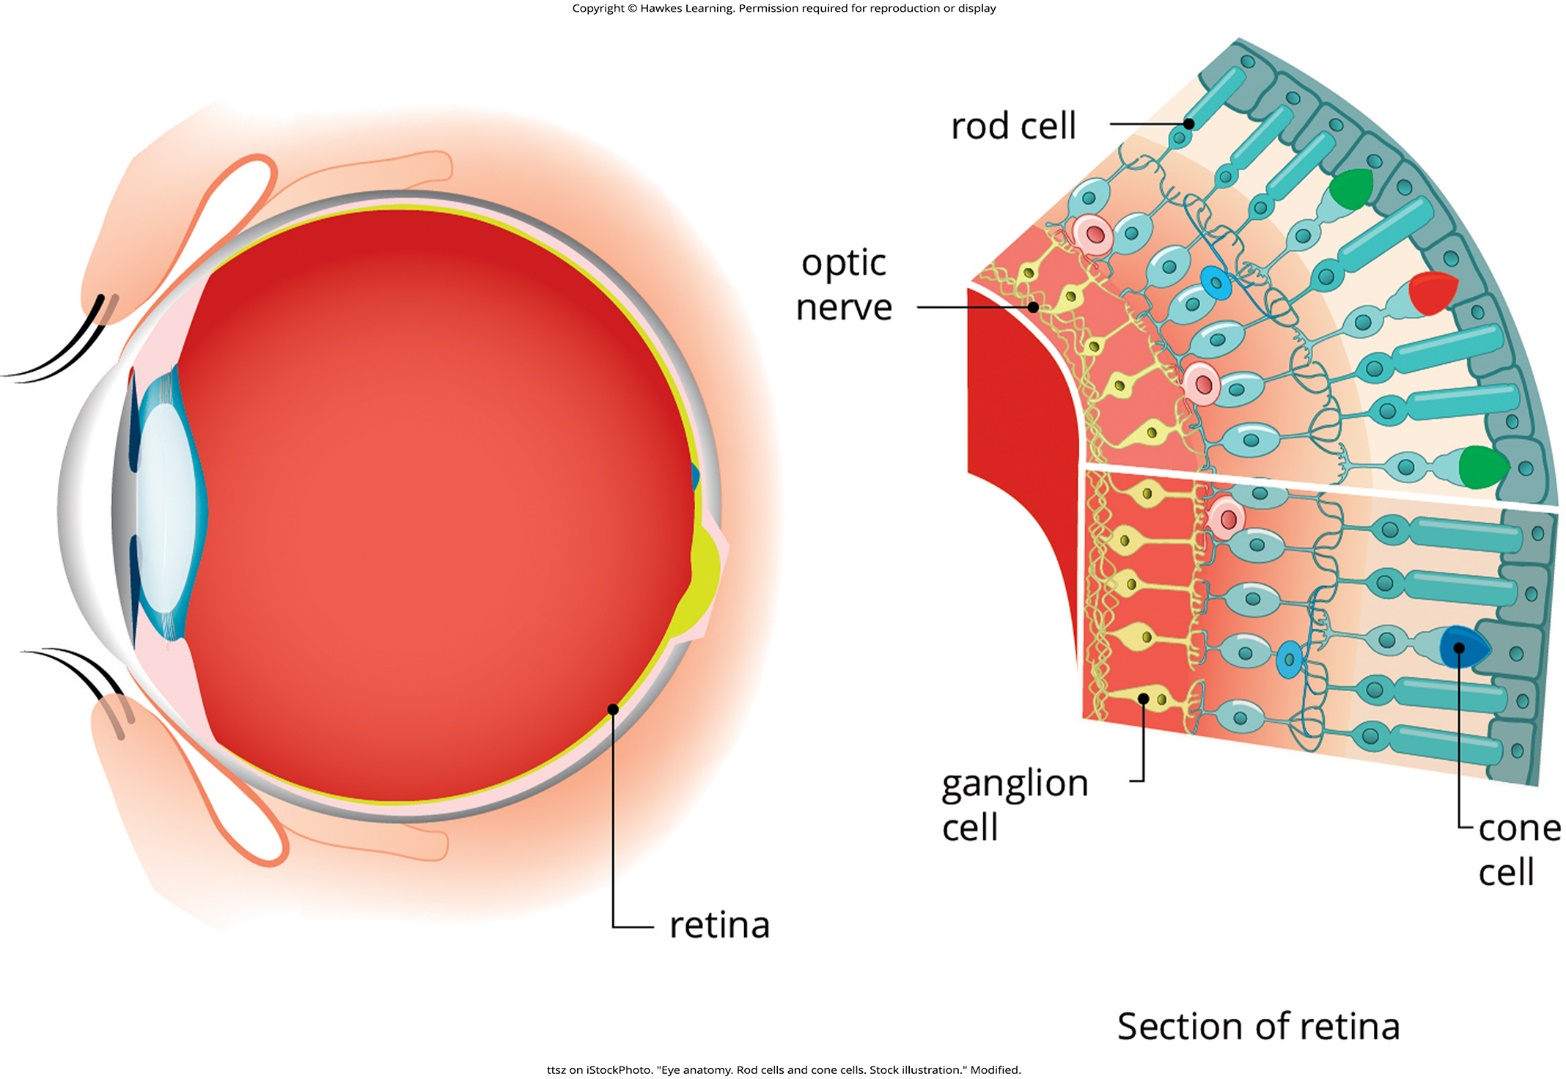 Copyright © Hawkes Learning. Permission required for reproduction or display
rod cell
optic
nerve
ganglion
cell
cone
cell
retina
Section of retina
ttsz on iStockPhoto. "Eye anatomy. Rod cells and cone cells. Stock illustration." Modified.